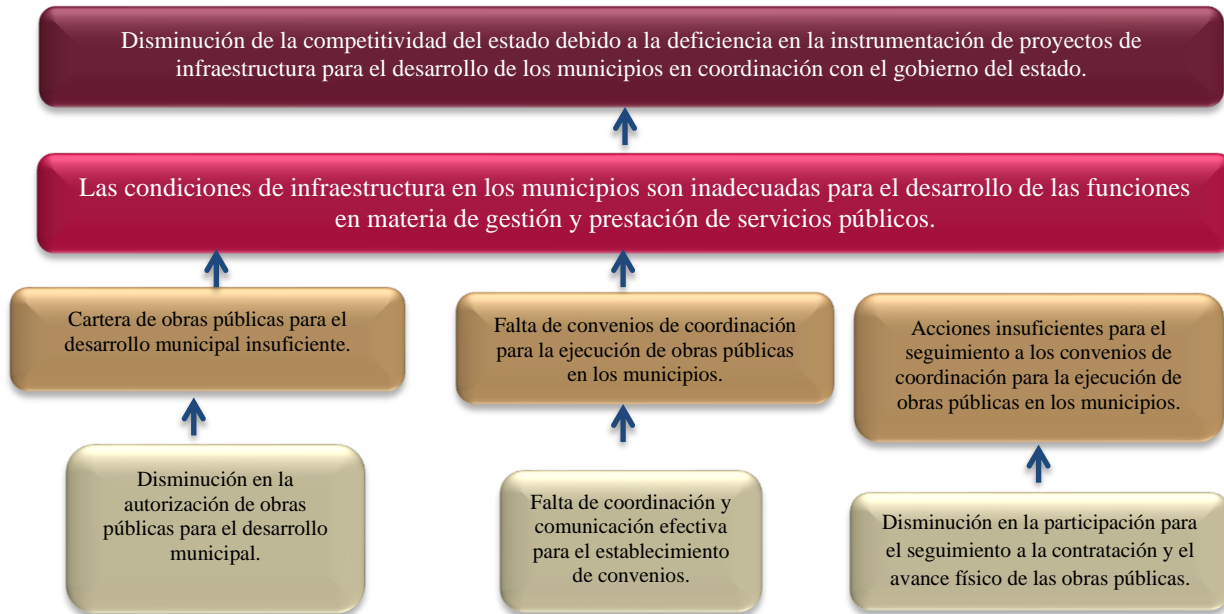 Disminución de la competitividad del estado debido a la deficiencia en la instrumentación de proyectos de
infraestructura para el desarrollo de los municipios en coordinación con el gobierno del estado.
Las condiciones de infraestructura en los municipios son inadecuadas para el desarrollo de las funciones
en materia de gestión y prestación de servicios públicos.
Cartera de obras públicas para el
desarrollo municipal insuficiente.
Falta de convenios de coordinación
para la ejecución de obras públicas
en los municipios.
Acciones insuficientes para el
seguimiento a los convenios de
coordinación para la ejecución de
obras públicas en los municipios.
Disminución en la
autorización de obras
públicas para el desarrollo
municipal.
Falta de coordinación y
comunicación efectiva
para el establecimiento
de convenios.
Disminución en la participación para
el seguimiento a la contratación y el
avance físico de las obras públicas.